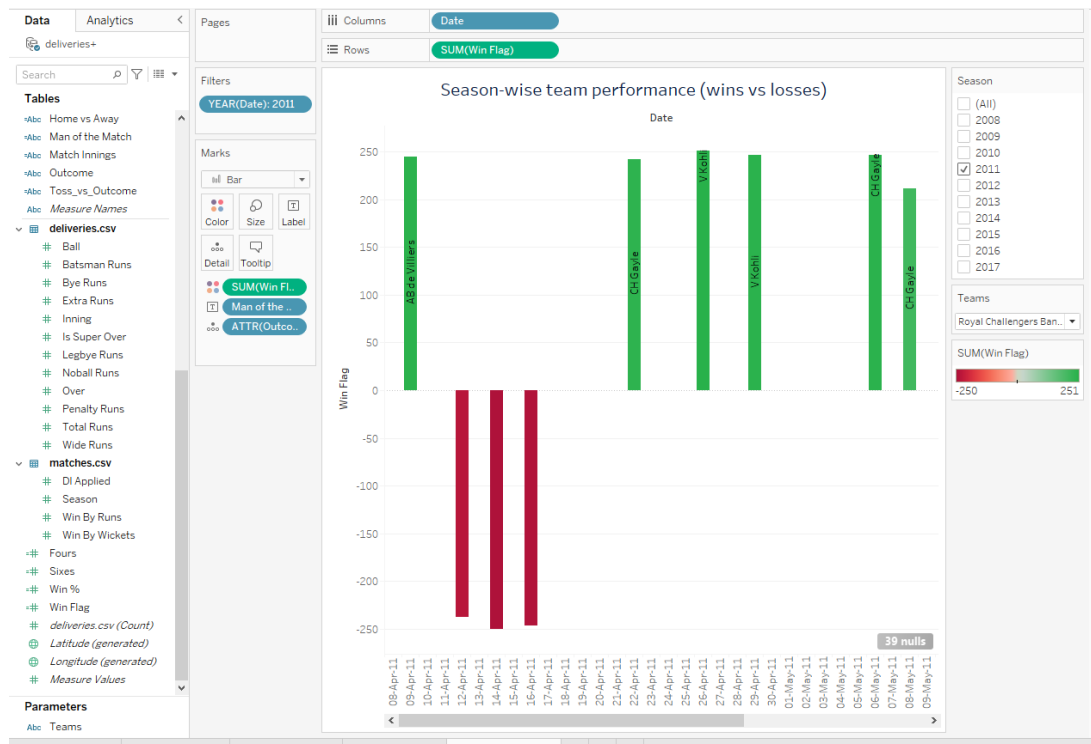 Data Analytics
deliveries+
Search
Tables
Abc Home vs Away
Abc Man of the Match
Abc Match Innings
Abc Outcome
Abc Toss_vs_Outcome
Abc Measure Names
deliveries.csv
Ball
Batsman Runs
Bye Runs
Extra Runs
Inning
Is Super Over
Legbye Runs
Noball Runs
Over
Penalty Runs
Total Runs
Wide Runs
matches.csv
Dl Applied
Season
Win By Runs
Win By Wickets
Fours
Sixes
Win %
Win Flag
deliveries.csv (Count)
Latitude (generated)
Longitude (generated)
Measure Values
Parameters
Abc Teams
Pages
Filters
YEAR(Date): 2011
Marks
Bar
Color Size Label
Detail Tooltip
SUM(Win Fl..
Man of the ..
ATTR(Outco..
Columns Date
Rows SUM(Win Flag)
Season-wise team performance (wins vs losses)
Date
Win Flag
250
200
150
100
50
0
-50
-100
-150
-200
-250
AB de Villiers
CH Gayle
V Kohli
V Kohli
CH Gayle
CH Gayle
39 nulls
08-Apr-11
09-Apr-11
10-Apr-11
11-Apr-11
12-Apr-11
13-Apr-11
14-Apr-11
15-Apr-11
16-Apr-11
17-Apr-11
18-Apr-11
19-Apr-11
20-Apr-11
21-Apr-11
22-Apr-11
23-Apr-11
24-Apr-11
25-Apr-11
26-Apr-11
27-Apr-11
28-Apr-11
29-Apr-11
30-Apr-11
01-May-11
02-May-11
03-May-11
04-May-11
05-May-11
06-May-11
07-May-11
08-May-11
09-May-11
Season
(All)
2008
2009
2010
2011
2012
2013
2014
2015
2016
2017
Teams
Royal Challengers Ban..
SUM(Win Flag)
-250 251